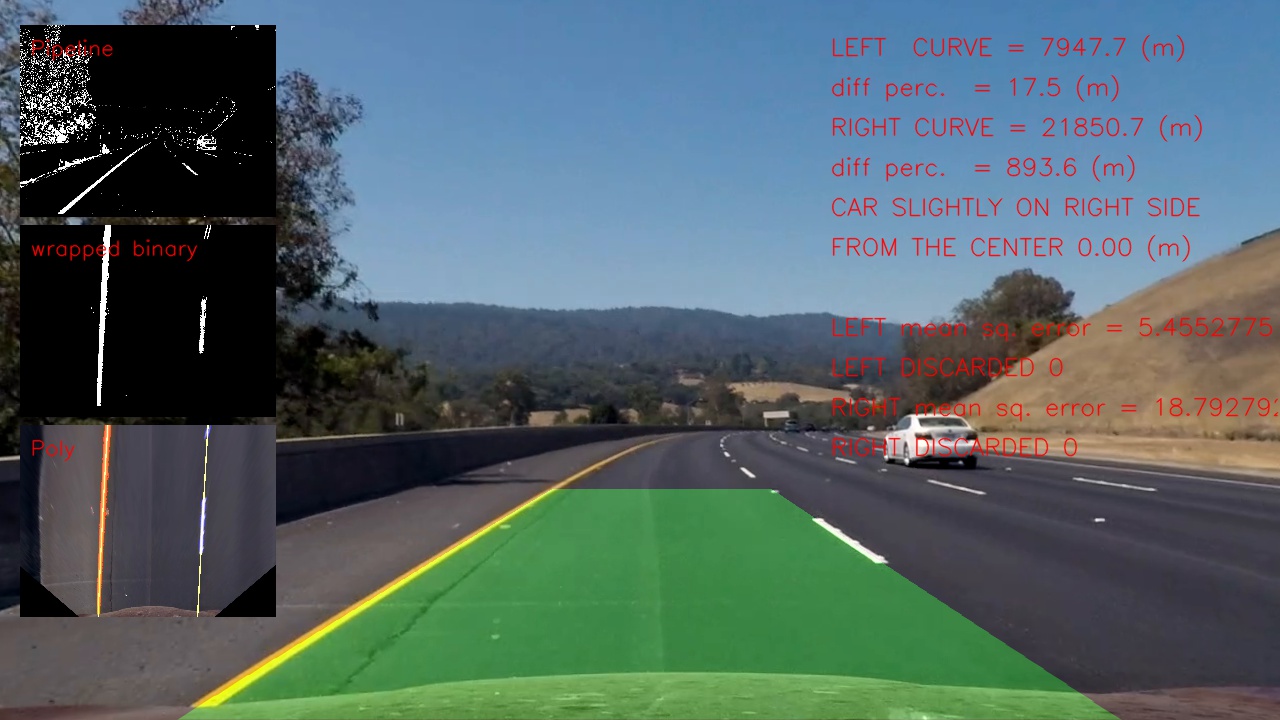 Pipeline
wrapped binary
Poly
LEFT CURVE = 7947.7 (m)
diff perc. = 17.5 (m)
RIGHT CURVE = 21850.7 (m)
diff perc. = 893.6 (m)
CAR SLIGHTLY ON RIGHT SIDE
FROM THE CENTER 0.00 (m)
LEFT mean sq. error = 5.4552775
LEFT DISCARDED 0
RIGHT mean sq. error = 18.792792
RIGHT DISCARDED 0